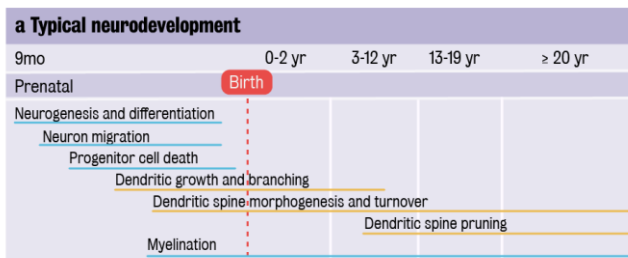 a Typical neurodevelopment
9mo 0-2 yr 3-12 yr 13-19 yr ≥ 20 yr
Prenatal Birth
Neurogenesis and differentiation
Neuron migration
Progenitor cell death
Dendritic growth and branching
Dendritic spine morphogenesis and turnover
Dendritic spine pruning
Myelination